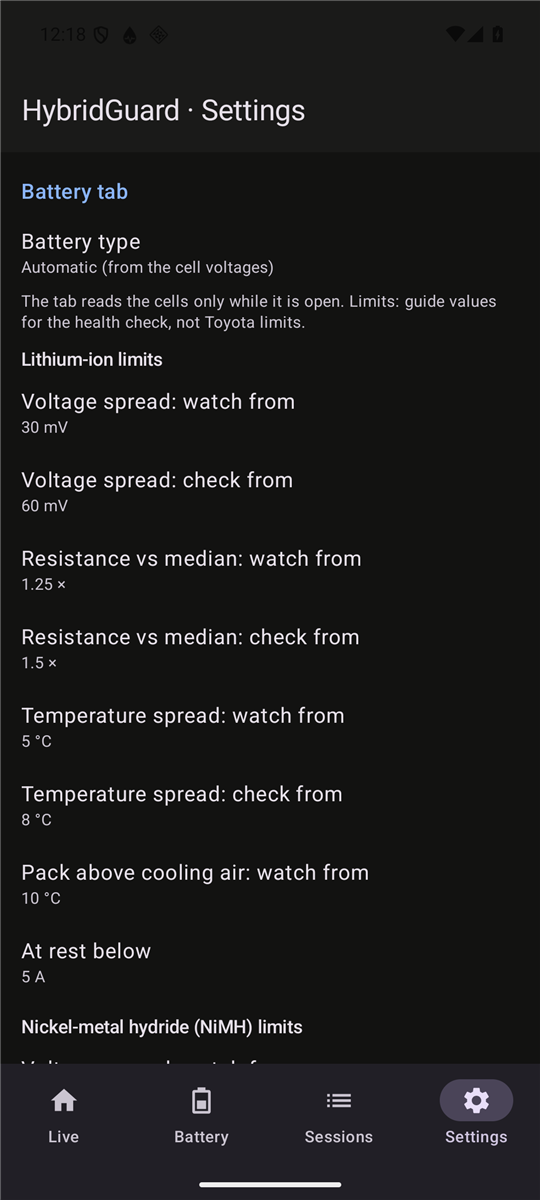 12:18
HybridGuard · Settings
Battery tab
Battery type
Automatic (from the cell voltages)
The tab reads the cells only while it is open. Limits: guide values
for the health check, not Toyota limits.
Lithium-ion limits
Voltage spread: watch from
30 mV
Voltage spread: check from
60 mV
Resistance vs median: watch from
1.25 ×
Resistance vs median: check from
1.5 ×
Temperature spread: watch from
5 °C
Temperature spread: check from
8 °C
Pack above cooling air: watch from
10 °C
At rest below
5 A
Nickel-metal hydride (NiMH) limits
Live
Battery
Sessions
Settings